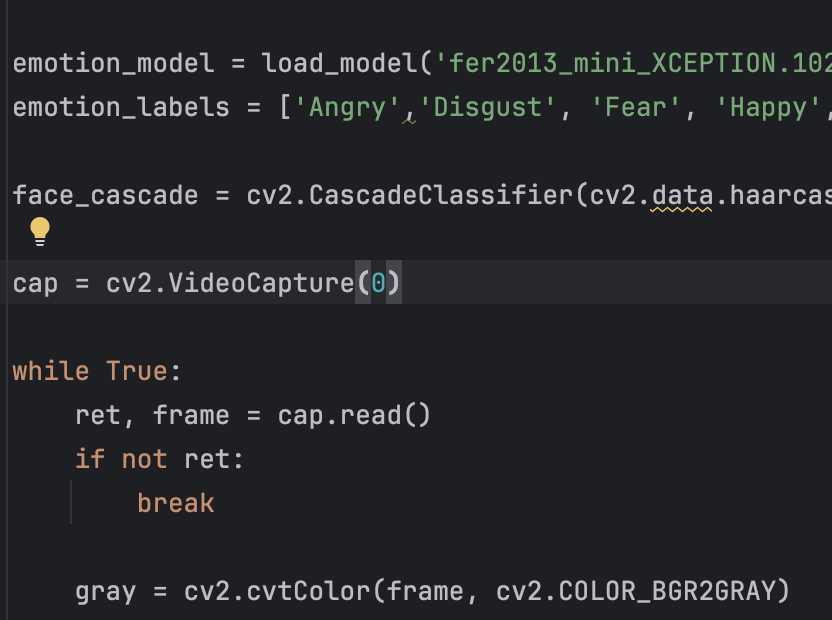 emotion_model = load_model('fer2013_mini_XCEPTION.102
emotion_labels = ['Angry','Disgust', 'Fear', 'Happy',
face_cascade = cv2.CascadeClassifier(cv2.data.haarcas
cap = cv2.VideoCapture(0)
while True:
    ret, frame = cap.read()
    if not ret:
        break
    gray = cv2.cvtColor(frame, cv2.COLOR_BGR2GRAY)